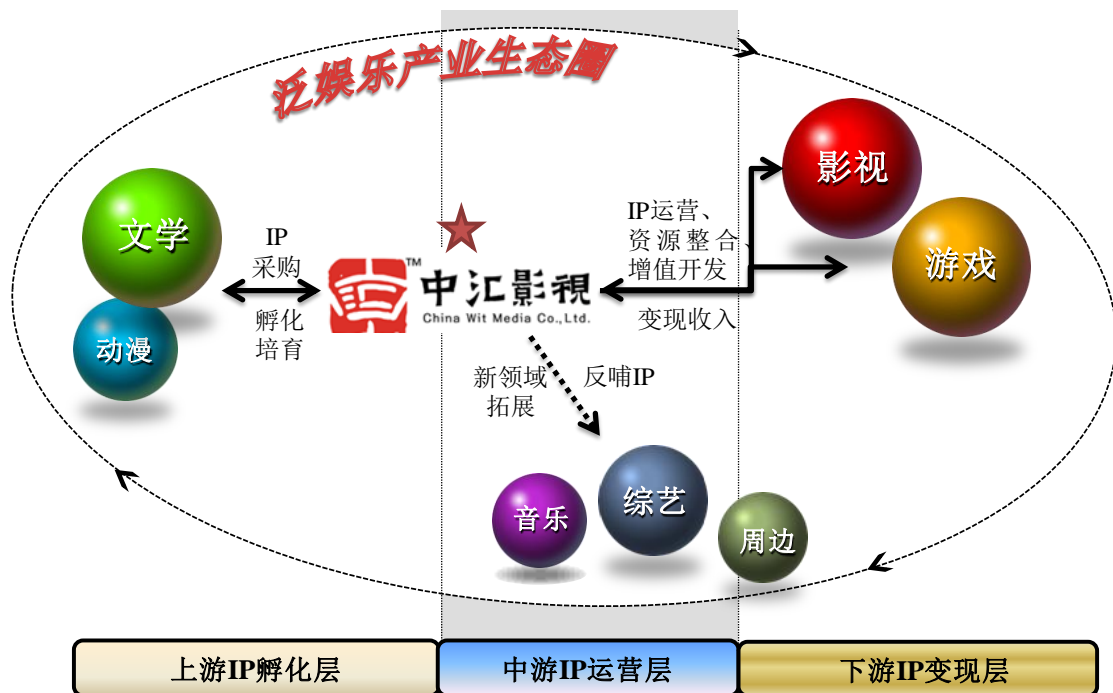 泛娱乐产业生态圈
影视
文学
游戏
动漫
IP
采购
孵化
培育
TM
中汇影視
China Wit Media Co.,Ltd.
IP运营、
资源整合、
增值开发
变现收入
新领域
拓展
反哺IP
音乐
综艺
周边
上游IP孵化层
中游IP运营层
下游IP变现层